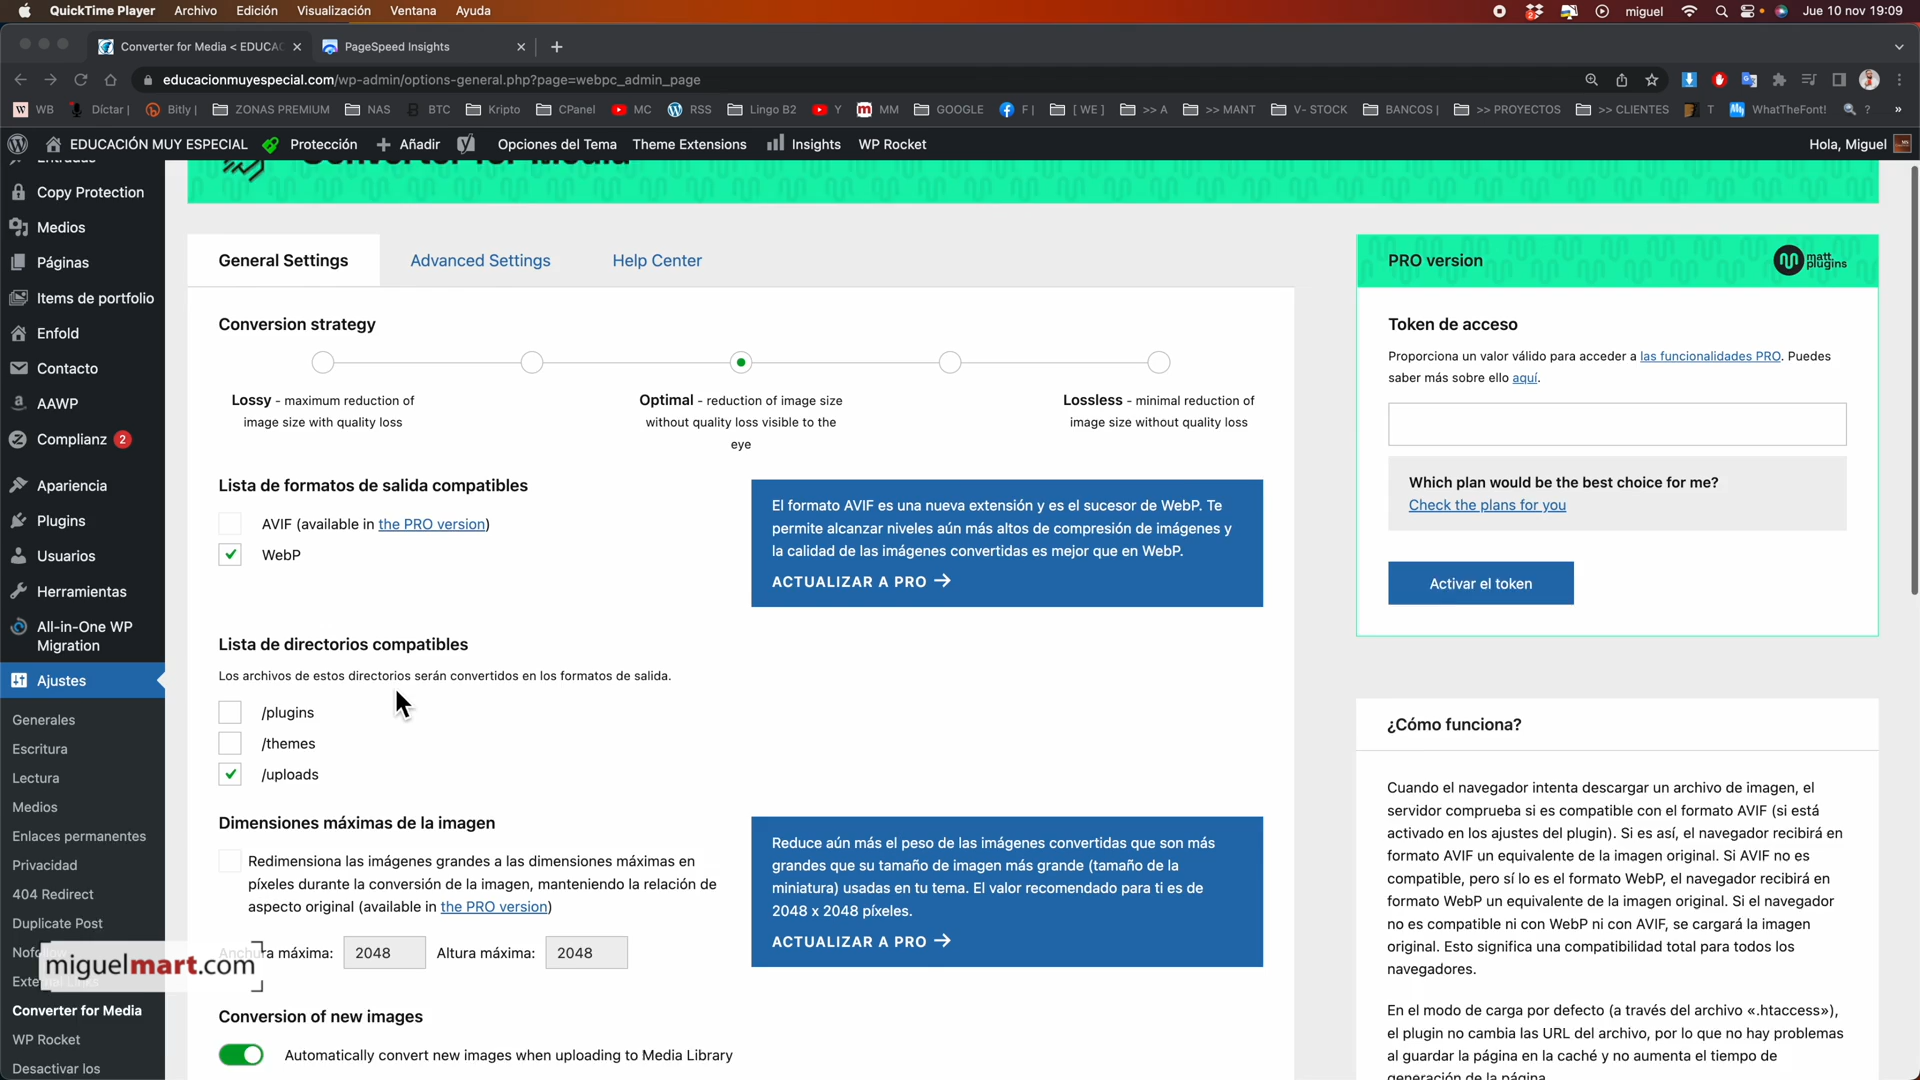 QuickTime Player Archivo Edición Visualización Ventana Ayuda miguel Jue 10 nov 19:09
Converter for Media < EDUCAC PageSpeed Insights
educacionmuyespecial.com/wp-admin/options-general.php?page=webpc_admin_page
WB Díctar | Bitly | ZONAS PREMIUM NAS BTC Kripto CPanel MC RSS Lingo B2 Y MM GOOGLE F | [ WE ] >> A >> MANT V- STOCK BANCOS | >> PROYECTOS >> CLIENTES T WhatTheFont! ? »
EDUCACIÓN MUY ESPECIAL Protección Añadir Opciones del Tema Theme Extensions Insights WP Rocket Hola, Miguel
Entradas
Copy Protection
Medios
Páginas
Items de portfolio
Enfold
Contacto
AAWP
Complianz 2
Apariencia
Plugins
Usuarios
Herramientas
All-in-One WP
Migration
Ajustes
Generales
Escritura
Lectura
Medios
Enlaces permanentes
Privacidad
404 Redirect
Duplicate Post
miguelmart.com
Converter for Media
WP Rocket
Desactivar los
Converter for Media
General Settings Advanced Settings Help Center
Conversion strategy
Lossy - maximum reduction of
image size with quality loss
Optimal - reduction of image size
without quality loss visible to the
eye
Lossless - minimal reduction of
image size without quality loss
Lista de formatos de salida compatibles
AVIF (available in the PRO version)
WebP
El formato AVIF es una nueva extensión y es el sucesor de WebP. Te
permite alcanzar niveles aún más altos de compresión de imágenes y
la calidad de las imágenes convertidas es mejor que en WebP.
ACTUALIZAR A PRO →
Lista de directorios compatibles
Los archivos de estos directorios serán convertidos en los formatos de salida.
/plugins
/themes
/uploads
Dimensiones máximas de la imagen
Redimensiona las imágenes grandes a las dimensiones máximas en
píxeles durante la conversión de la imagen, manteniendo la relación de
aspecto original (available in the PRO version)
Anchura máxima: 2048 Altura máxima: 2048
Reduce aún más el peso de las imágenes convertidas que son más
grandes que su tamaño de imagen más grande (tamaño de la
miniatura) usadas en tu tema. El valor recomendado para ti es de
2048 x 2048 píxeles.
ACTUALIZAR A PRO →
Conversion of new images
Automatically convert new images when uploading to Media Library
PRO version
matt plugins
Token de acceso
Proporciona un valor válido para acceder a las funcionalidades PRO. Puedes
saber más sobre ello aquí.
Which plan would be the best choice for me?
Check the plans for you
Activar el token
¿Cómo funciona?
Cuando el navegador intenta descargar un archivo de imagen, el
servidor comprueba si es compatible con el formato AVIF (si está
activado en los ajustes del plugin). Si es así, el navegador recibirá en
formato AVIF un equivalente de la imagen original. Si AVIF no es
compatible, pero sí lo es el formato WebP, el navegador recibirá en
formato WebP un equivalente de la imagen original. Si el navegador
no es compatible ni con WebP ni con AVIF, se cargará la imagen
original. Esto significa una compatibilidad total para todos los
navegadores.
En el modo de carga por defecto (a través del archivo «.htaccess»),
el plugin no cambia las URL del archivo, por lo que no hay problemas
al guardar la página en la caché y no aumenta el tiempo de
generación de la página.